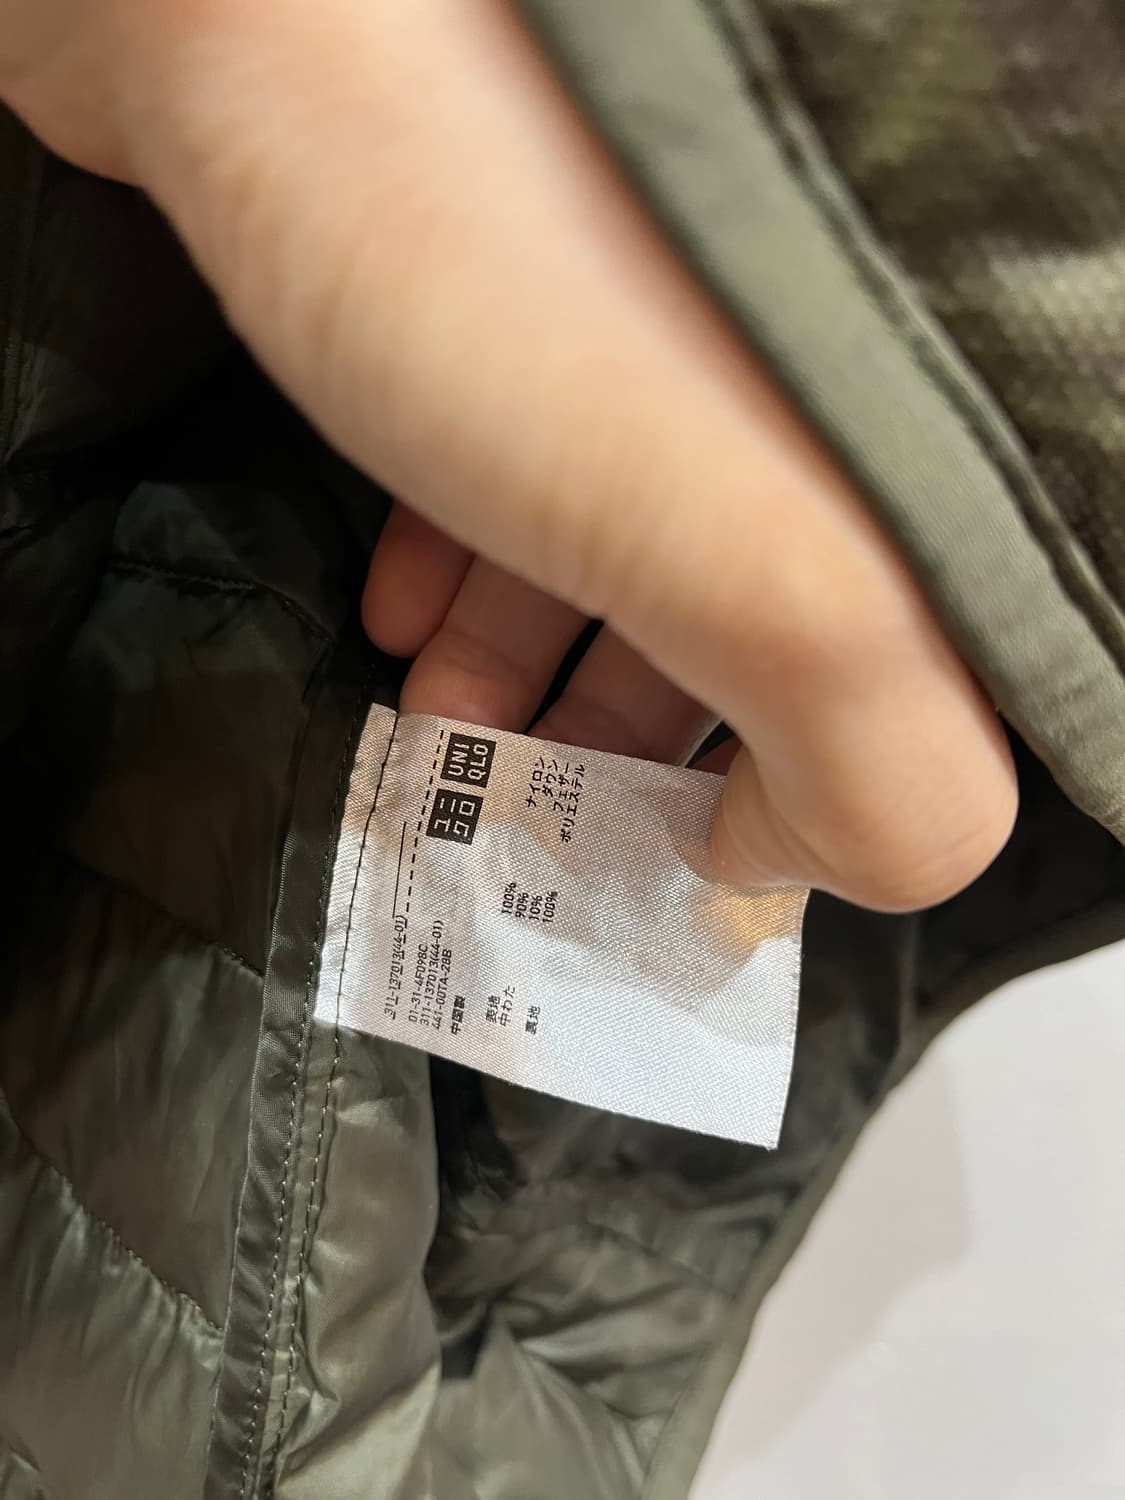 311-137013(44-01)
UNI
QLO
ユニ
クロ
01-31-4F098C
311-137013(44-01)
441-00TA-28B
中国製
表地 100% ナイロン
中わた 90% ダウン
10% フェザー
裏地 100% ポリエステル